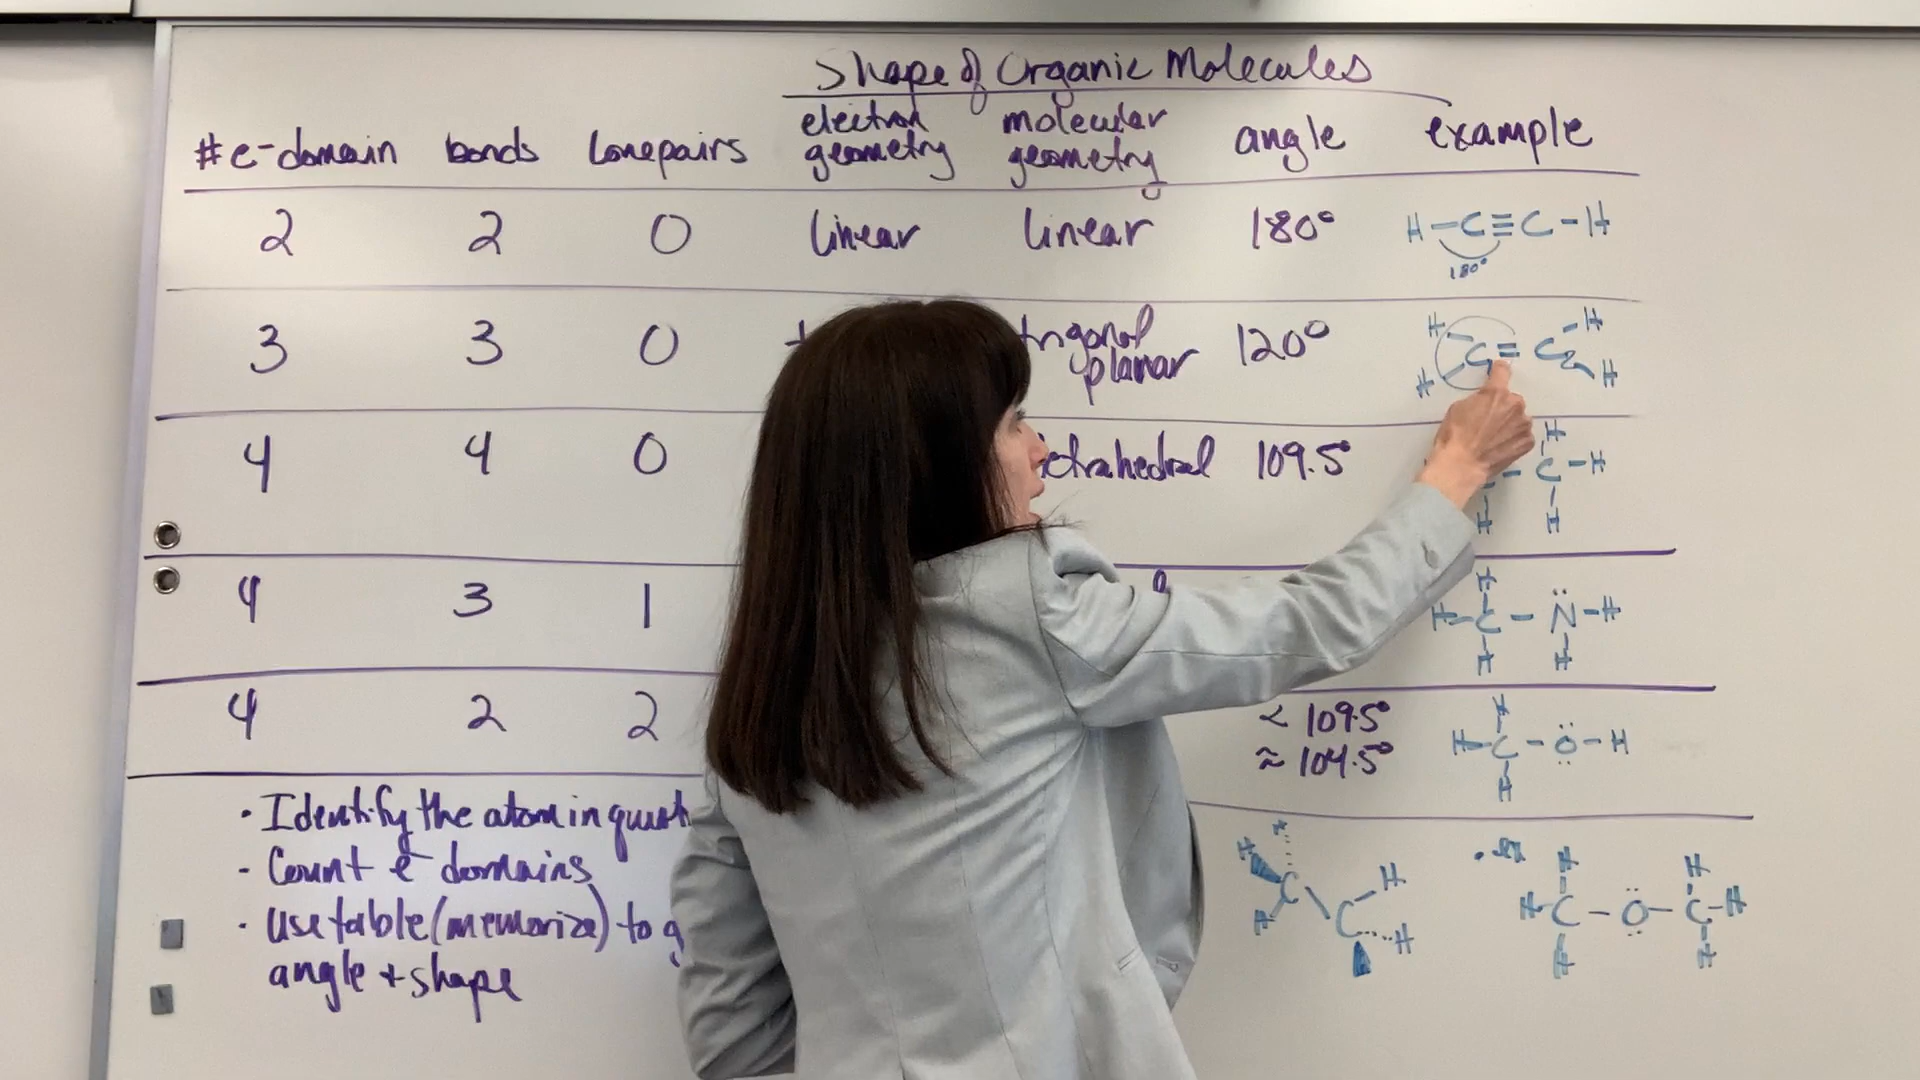 Shape of Organic Molecules
#e-domain bonds lonepairs electron geometry molecular geometry angle example
2 2 0 linear linear 180° H-C≡C-H
180°
3 3 0 trigonal planar 120° H H C=C H H
4 4 0 tetrahedral 109.5° H C-H H H
4 3 1 H H-C-N̈-H H H
4 2 2 < 109.5° H
≈ 104.5° H-C-Ö-H H
• Identify the atom in
- Count e- domains
• Use table (memorize) to
angle + shape
H H C H C H H
H H H-C-O-C-H H H